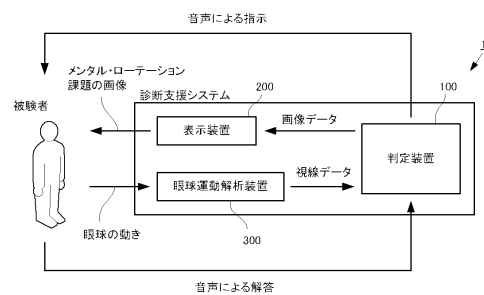 音声による指示
1
メンタル・ローテーション
課題の画像
診断支援システム
200
100
被験者
表示装置
画像データ
判定装置
眼球運動解析装置
視線データ
眼球の動き
300
音声による解答